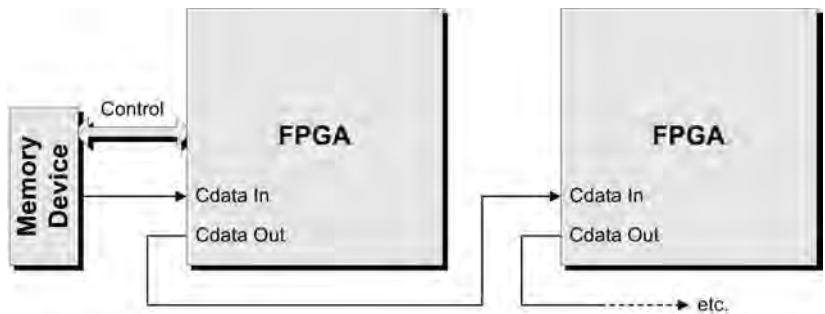 Control
Memory
Device
FPGA
Cdata In
Cdata Out
FPGA
Cdata In
Cdata Out
etc.